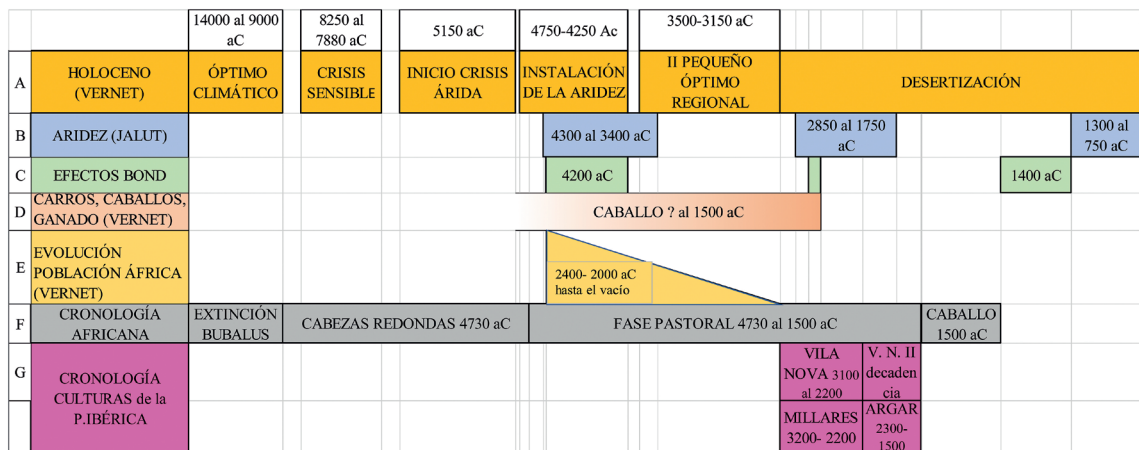 14000 al 9000
aC
8250 al
7880 aC
5150 aC
4750-4250 Ac
3500-3150 aC
A
HOLOCENO
(VERNET)
ÓPTIMO
CLIMÁTICO
CRISIS
SENSIBLE
INICIO CRISIS
ÁRIDA
INSTALACIÓN
DE LA ARIDEZ
II PEQUEÑO
ÓPTIMO
REGIONAL
DESERTIZACIÓN
B
ARIDEZ (JALUT)
4300 al 3400 aC
2850 al 1750
aC
1300 al
750 aC
C
EFECTOS BOND
4200 aC
1400 aC
D
CARROS, CABALLOS,
GANADO (VERNET)
CABALLO ? al 1500 aC
E
EVOLUCIÓN
POBLACIÓN ÁFRICA
(VERNET)
2400- 2000 aC
hasta el vacío
F
CRONOLOGÍA
AFRICANA
EXTINCIÓN
BUBALUS
CABEZAS REDONDAS 4730 aC
FASE PASTORAL 4730 al 1500 aC
CABALLO
1500 aC
G
CRONOLOGÍA
CULTURAS de la
P.IBÉRICA
VILA
NOVA 3100
al 2200
V. N. II
decaden
cia
MILLARES
3200- 2200
ARGAR
2300-
1500